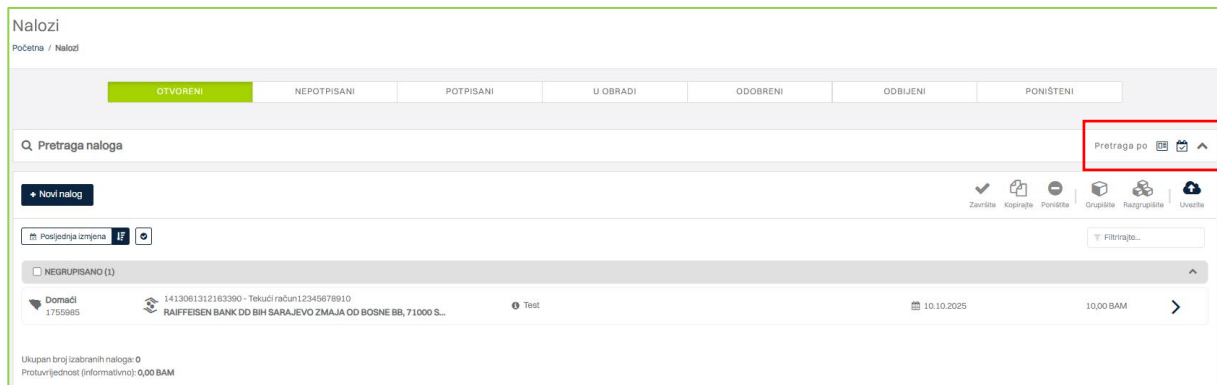 Nalozi
Početna / Nalozi
OTVORENI NEPOTPISANI POTPISANI U OBRADI ODOBRENI ODBIJENI PONIŠTENI
Pretraga naloga Pretraga po
+ Novi nalog Završite Kopirajte Poništite Grupišite Razgrupišite Uvezite
Posljednja izmjena Filtrirajte...
NEGRUPISANO (1)
Domaći 1413061312163390 - Tekući račun12345678910 Test 10.10.2025 10,00 BAM
1755985 RAIFFEISEN BANK DD BIH SARAJEVO ZMAJA OD BOSNE BB, 71000 S...
Ukupan broj izabranih naloga: 0
Protuvrijednost (informativno): 0,00 BAM